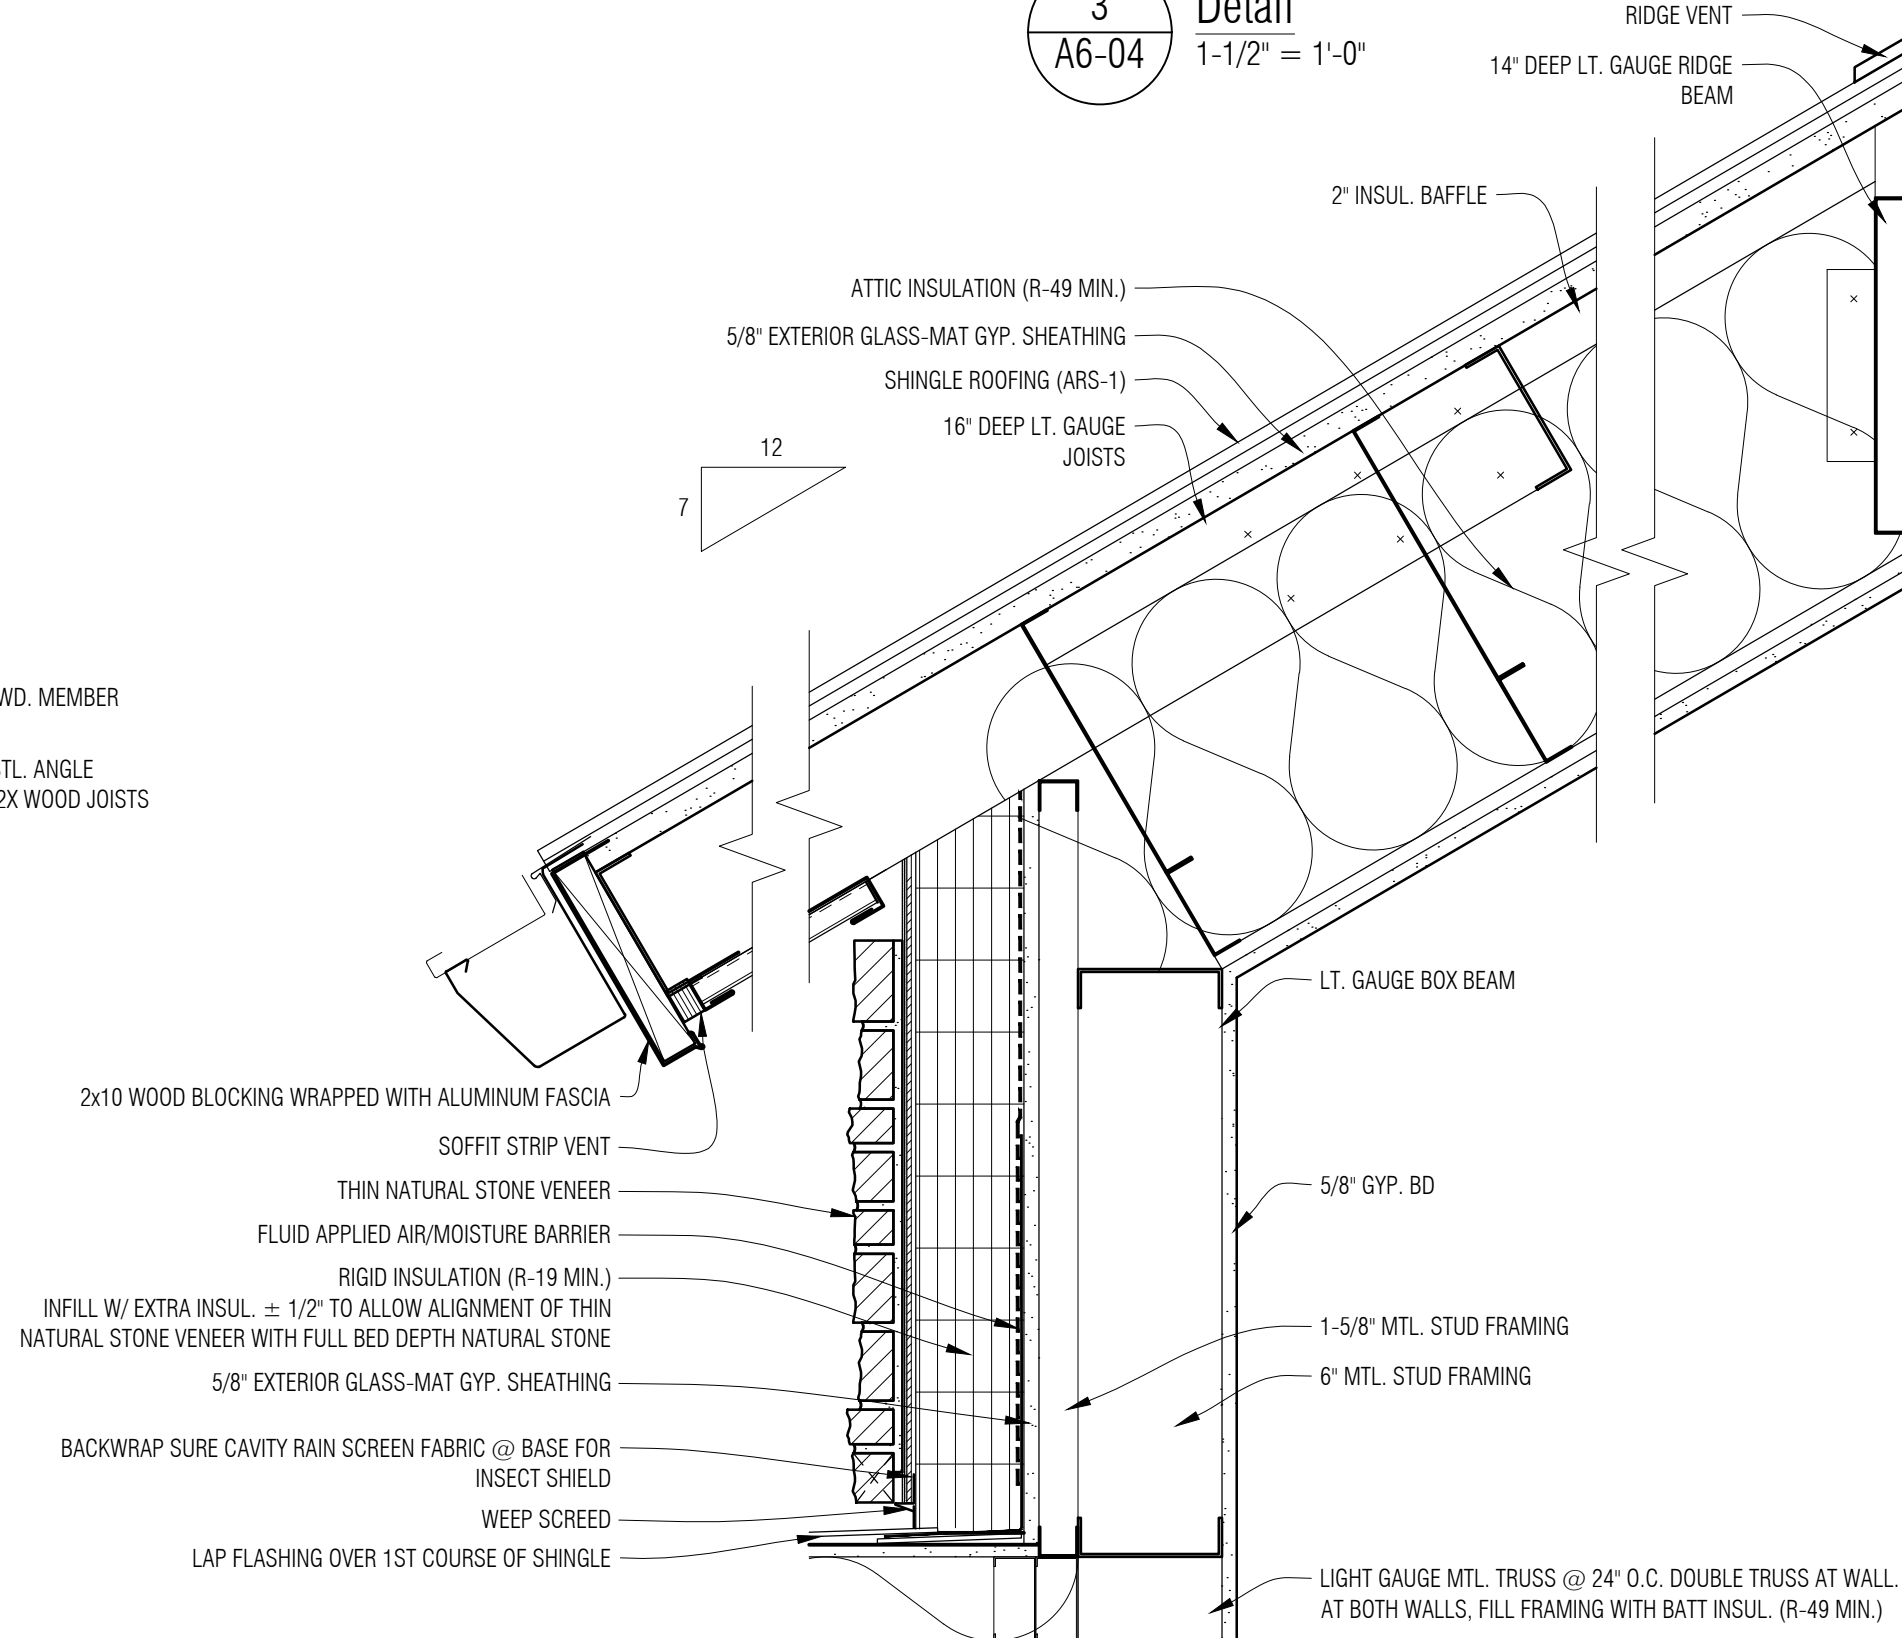 3
A6-04
Detail
1-1/2" = 1'-0"
RIDGE VENT
14" DEEP LT. GAUGE RIDGE
BEAM
2" INSUL. BAFFLE
ATTIC INSULATION (R-49 MIN.)
5/8" EXTERIOR GLASS-MAT GYP. SHEATHING
SHINGLE ROOFING (ARS-1)
16" DEEP LT. GAUGE
JOISTS
12
7
WD. MEMBER
STL. ANGLE
2X WOOD JOISTS
2x10 WOOD BLOCKING WRAPPED WITH ALUMINUM FASCIA
SOFFIT STRIP VENT
THIN NATURAL STONE VENEER
FLUID APPLIED AIR/MOISTURE BARRIER
RIGID INSULATION (R-19 MIN.)
INFILL W/ EXTRA INSUL. ± 1/2" TO ALLOW ALIGNMENT OF THIN
NATURAL STONE VENEER WITH FULL BED DEPTH NATURAL STONE
5/8" EXTERIOR GLASS-MAT GYP. SHEATHING
BACKWRAP SURE CAVITY RAIN SCREEN FABRIC @ BASE FOR
INSECT SHIELD
WEEP SCREED
LAP FLASHING OVER 1ST COURSE OF SHINGLE
LT. GAUGE BOX BEAM
5/8" GYP. BD
1-5/8" MTL. STUD FRAMING
6" MTL. STUD FRAMING
LIGHT GAUGE MTL. TRUSS @ 24" O.C. DOUBLE TRUSS AT WALL.
AT BOTH WALLS, FILL FRAMING WITH BATT INSUL. (R-49 MIN.)